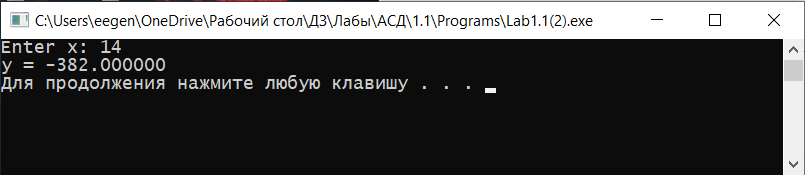 C:\Users\eegen\OneDrive\Рабочий стол\ДЗ\Лабы\АСД\1.1\Programs\Lab1.1(2).exe
Enter x: 14
y = -382.000000
Для продолжения нажмите любую клавишу . . .